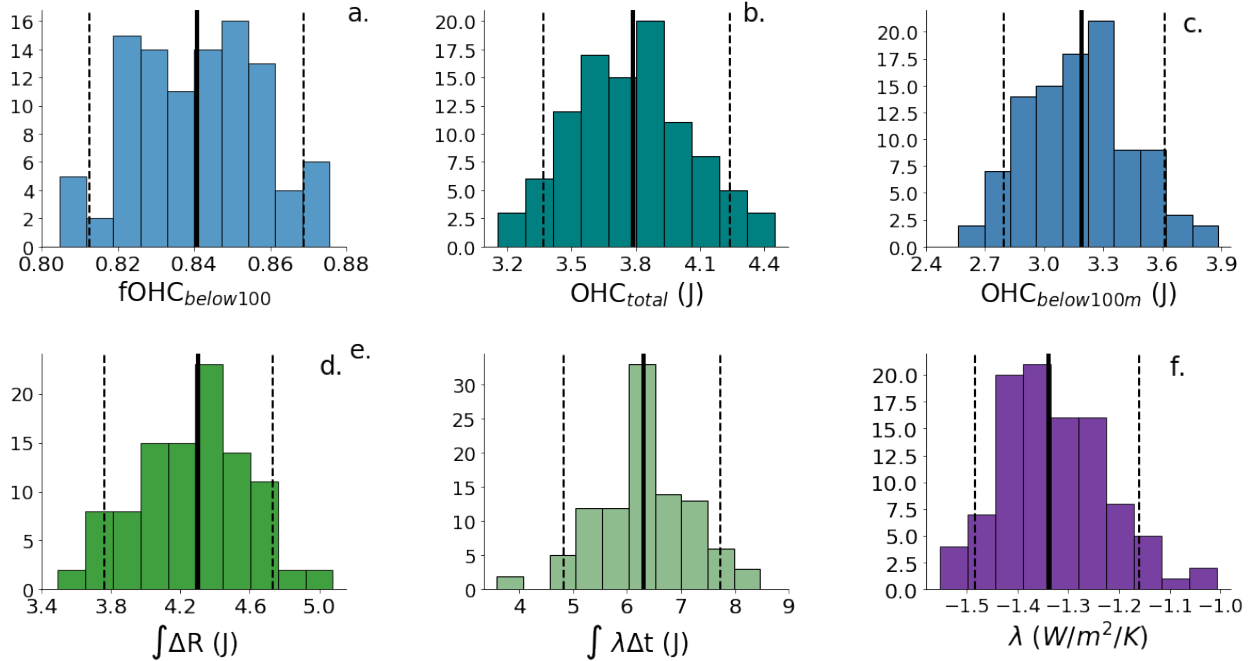 a.
16
14
12
10
8
6
4
2
0
0.80 0.82 0.84 0.86 0.88
fOHC_below100
b.
20.0
17.5
15.0
12.5
10.0
7.5
5.0
2.5
0.0
3.2 3.5 3.8 4.1 4.4
OHC_total (J)
c.
20.0
17.5
15.0
12.5
10.0
7.5
5.0
2.5
0.0
2.4 2.7 3.0 3.3 3.6 3.9
OHC_below100m (J)
d.
20
15
10
5
0
3.4 3.8 4.2 4.6 5.0
∫ΔR (J)
e.
30
25
20
15
10
5
0
4 5 6 7 8 9
∫ λΔt (J)
f.
20.0
17.5
15.0
12.5
10.0
7.5
5.0
2.5
0.0
−1.5 −1.4 −1.3 −1.2 −1.1 −1.0
λ (W/m²/K)